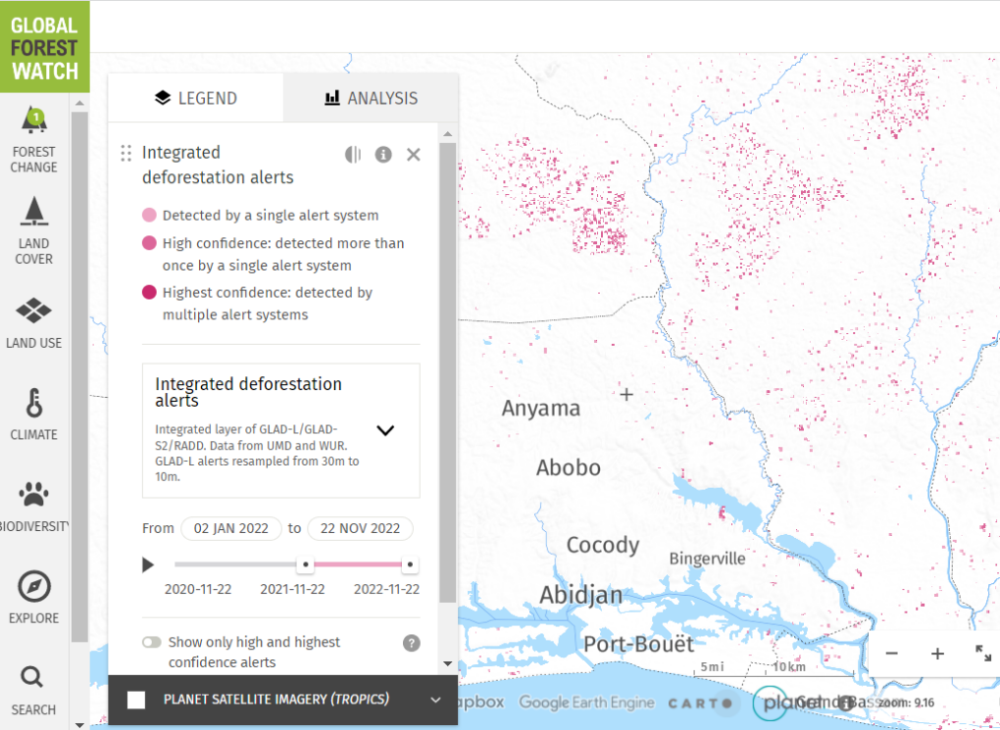 GLOBAL
FOREST
WATCH
1
FOREST
CHANGE
LAND
COVER
LAND USE
CLIMATE
BIODIVERSITY
EXPLORE
SEARCH
LEGEND
ANALYSIS
Integrated
deforestation alerts
Detected by a single alert system
High confidence: detected more than
once by a single alert system
Highest confidence: detected by
multiple alert systems
Integrated deforestation
alerts
Integrated layer of GLAD-L/GLAD-
S2/RADD. Data from UMD and WUR.
GLAD-L alerts resampled from 30m to
10m.
From 02 JAN 2022 to 22 NOV 2022
2020-11-22 2021-11-22 2022-11-22
Show only high and highest
confidence alerts
?
PLANET SATELLITE IMAGERY (TROPICS)
Anyama
Abobo
Cocody
Bingerville
Abidjan
Port-Bouët
5mi 10km
apbox Google Earth Engine CARTO planet Grand-Bassam zoom: 9.16